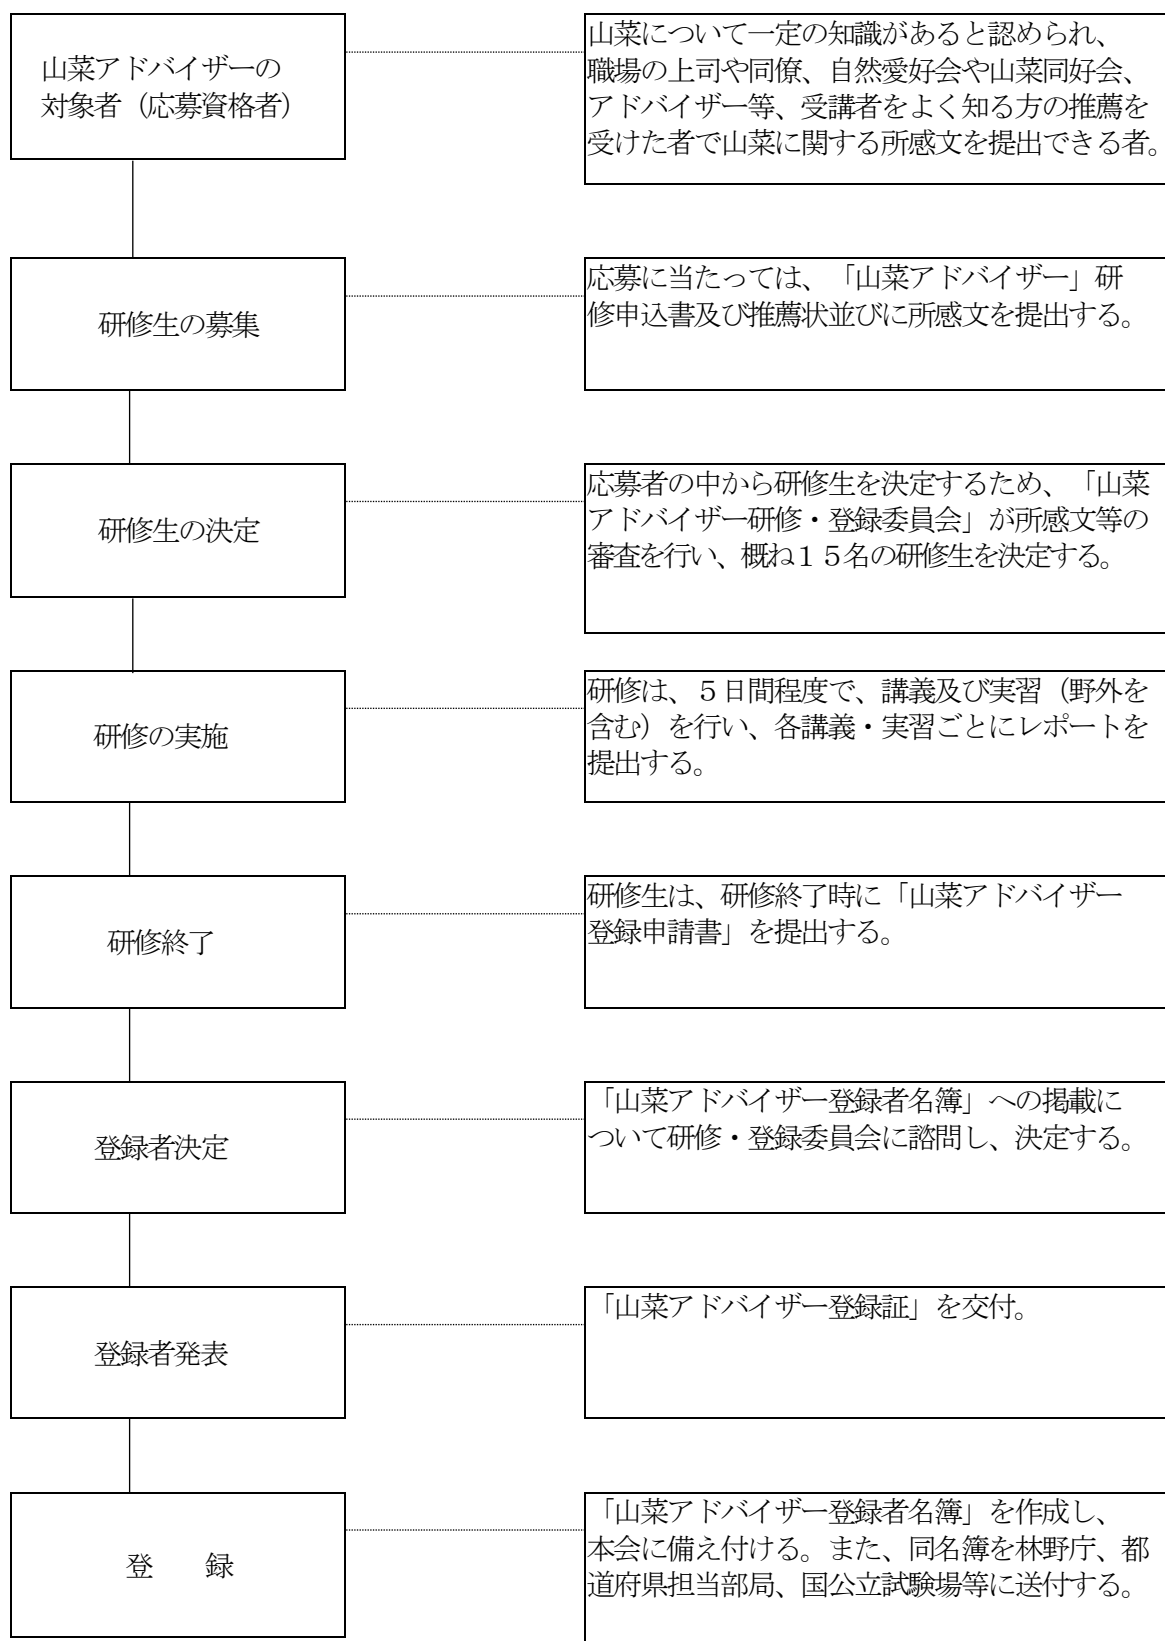 山菜アドバイザーの
対象者（応募資格者）
山菜について一定の知識があると認められ、
職場の上司や同僚、自然愛好会や山菜同好会、
アドバイザー等、受講者をよく知る方の推薦を
受けた者で山菜に関する所感文を提出できる者。
研修生の募集
応募に当たっては、「山菜アドバイザー」研
修申込書及び推薦状並びに所感文を提出する。
研修生の決定
応募者の中から研修生を決定するため、「山菜
アドバイザー研修・登録委員会」が所感文等の
審査を行い、概ね１５名の研修生を決定する。
研修の実施
研修は、５日間程度で、講義及び実習（野外を
含む）を行い、各講義・実習ごとにレポートを
提出する。
研修終了
研修生は、研修終了時に「山菜アドバイザー
登録申請書」を提出する。
登録者決定
「山菜アドバイザー登録者名簿」への掲載に
ついて研修・登録委員会に諮問し、決定する。
登録者発表
「山菜アドバイザー登録証」を交付。
登　　録
「山菜アドバイザー登録者名簿」を作成し、
本会に備え付ける。また、同名簿を林野庁、都
道府県担当部局、国公立試験場等に送付する。